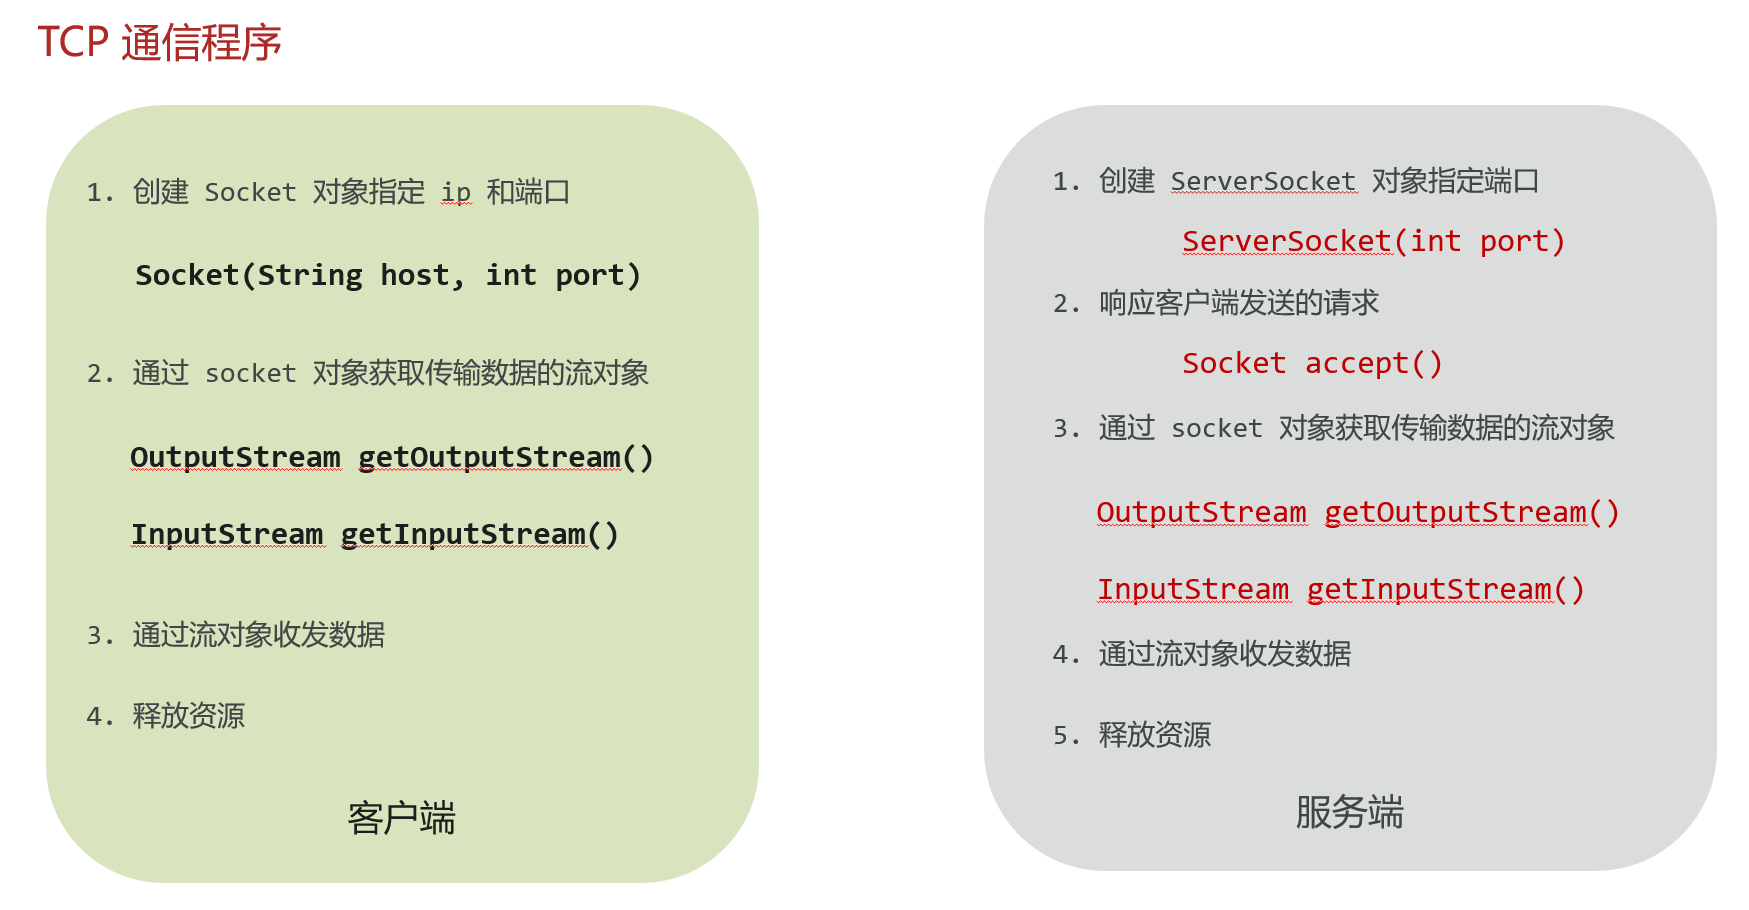 TCP 通信程序
1. 创建 Socket 对象指定 ip 和端口
Socket(String host, int port)
2. 通过 socket 对象获取传输数据的流对象
OutputStream getOutputStream()
InputStream getInputStream()
3. 通过流对象收发数据
4. 释放资源
客户端
1. 创建 ServerSocket 对象指定端口
ServerSocket(int port)
2. 响应客户端发送的请求
Socket accept()
3. 通过 socket 对象获取传输数据的流对象
OutputStream getOutputStream()
InputStream getInputStream()
4. 通过流对象收发数据
5. 释放资源
服务端